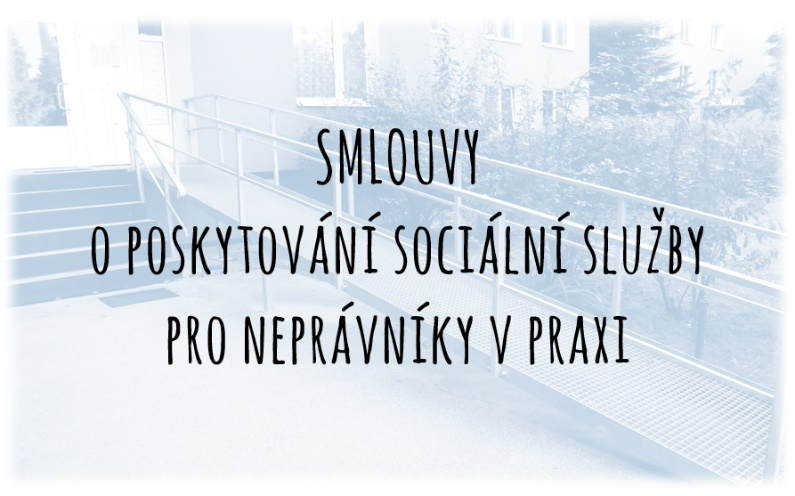 SMLOUVY
O POSKYTOVÁNÍ SOCIÁLNÍ SLUŽBY
PRO NEPRÁVNÍKY V PRAXI